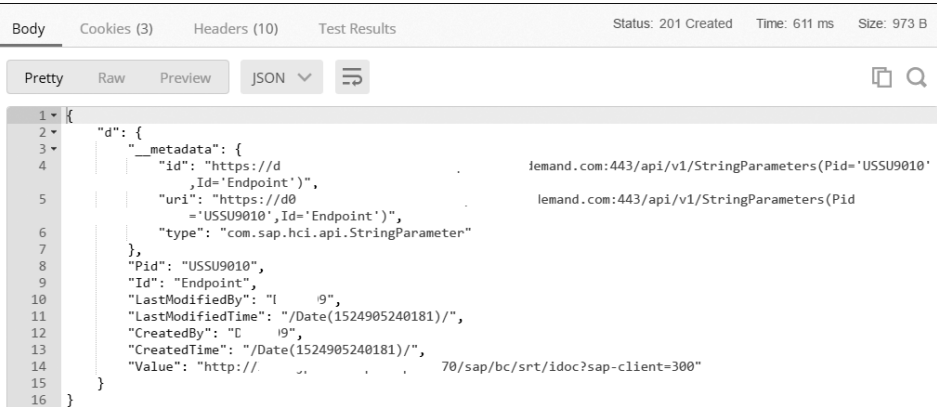 Body Cookies (3) Headers (10) Test Results Status: 201 Created Time: 611 ms Size: 973 B
Pretty Raw Preview JSON
1 {
2 "d": {
3 "__metadata": {
4 "id": "https://d demand.com:443/api/v1/StringParameters(Pid='USSU9010'
,Id='Endpoint')",
5 "uri": "https://d0 demand.com:443/api/v1/StringParameters(Pid
='USSU9010',Id='Endpoint')",
6 "type": "com.sap.hci.api.StringParameter"
7 },
8 "Pid": "USSU9010",
9 "Id": "Endpoint",
10 "LastModifiedBy": " 9",
11 "LastModifiedTime": "/Date(1524905240181)/",
12 "CreatedBy": "D 9",
13 "CreatedTime": "/Date(1524905240181)/",
14 "Value": "http:// 70/sap/bc/srt/idoc?sap-client=300"
15 }
16 }